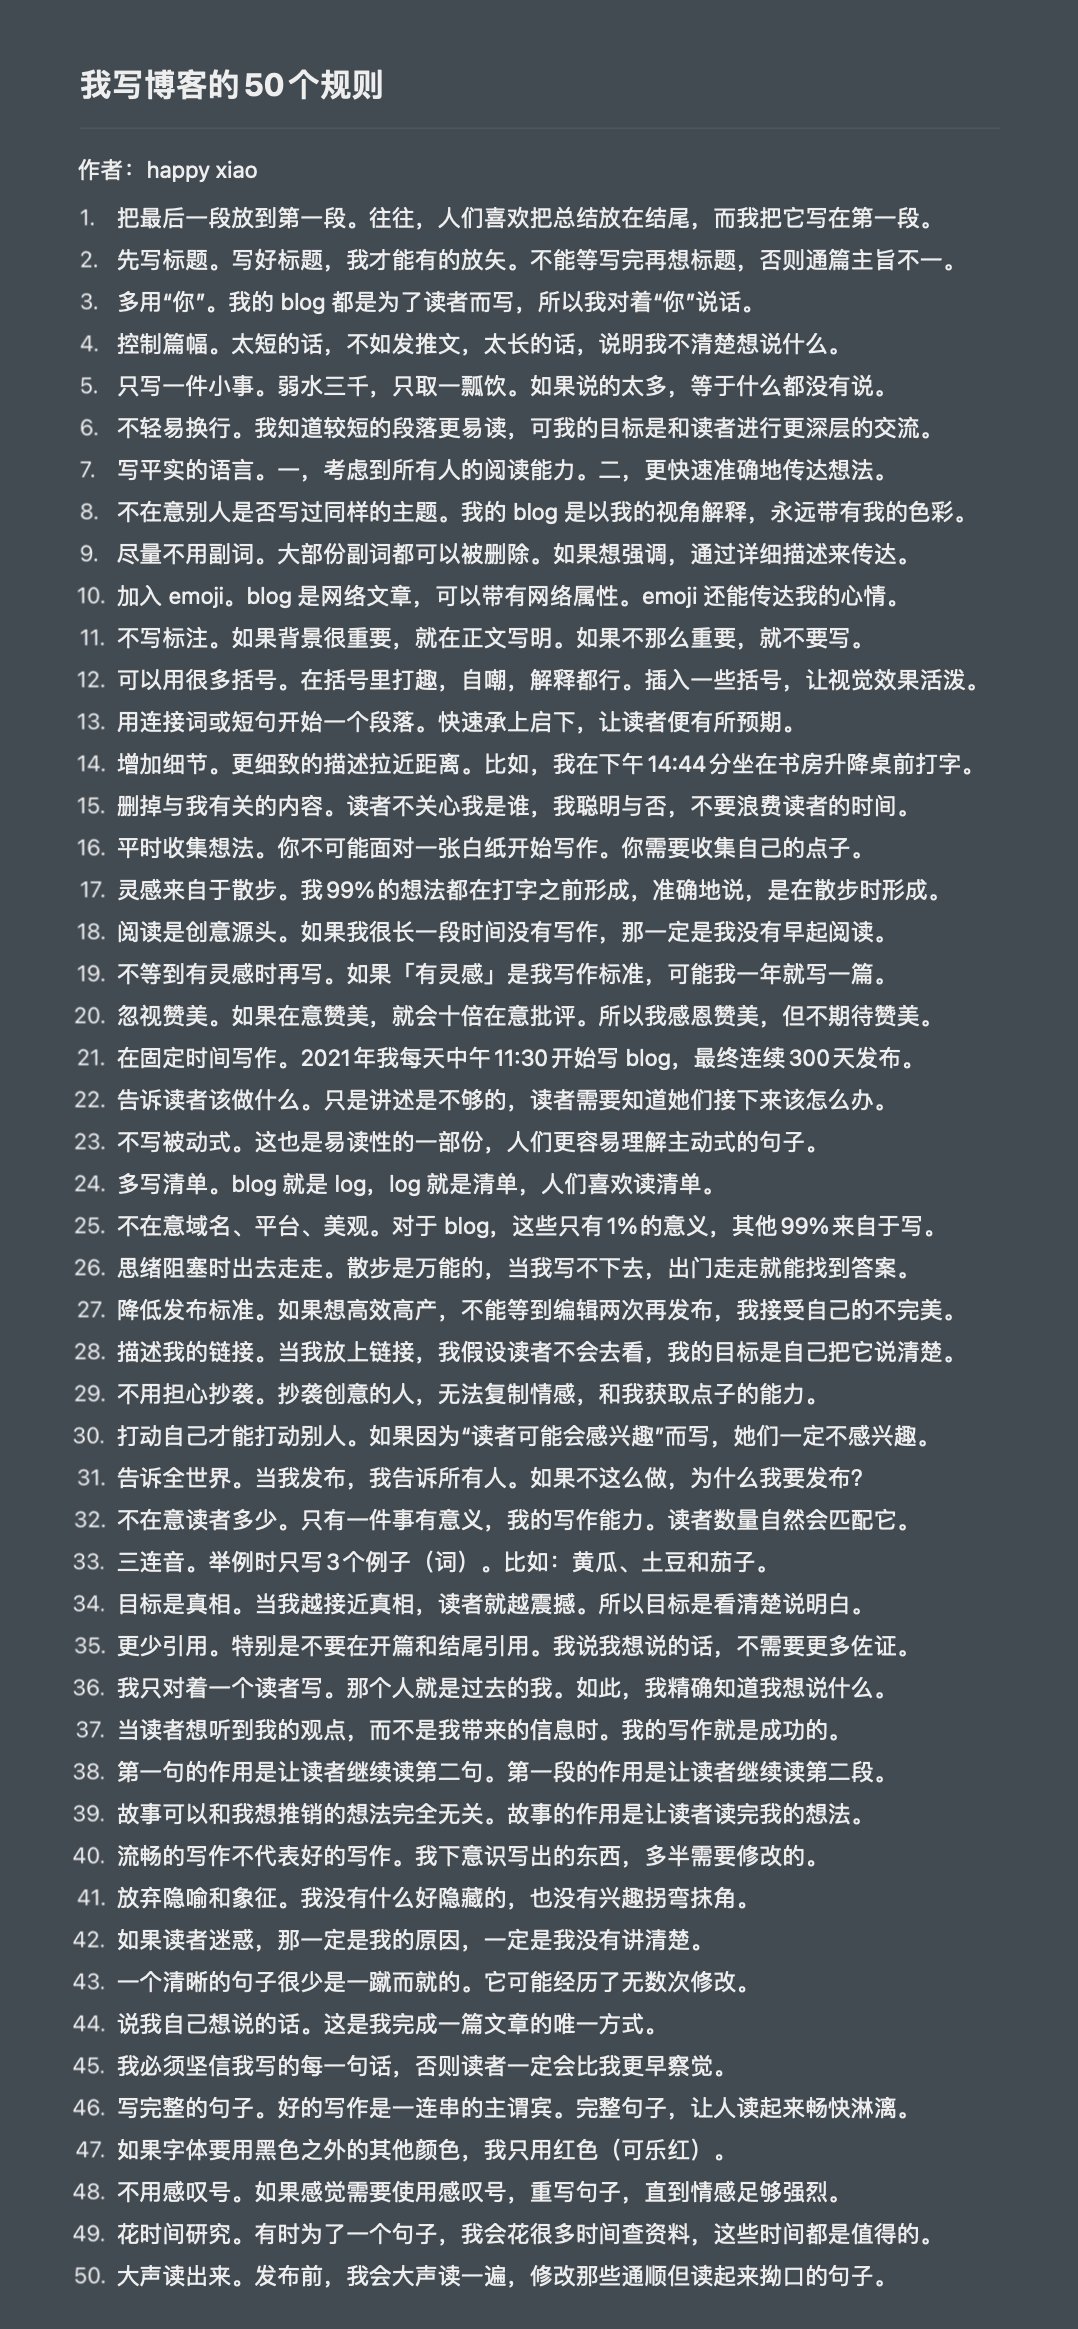 我写博客的50个规则
作者：happy xiao
1. 把最后一段放到第一段。往往，人们喜欢把总结放在结尾，而我把它写在第一段。
2. 先写标题。写好标题，我才能有的放矢。不能等写完再想标题，否则通篇主旨不一。
3. 多用“你”。我的 blog 都是为了读者而写，所以我对着“你”说话。
4. 控制篇幅。太短的话，不如发推文，太长的话，说明我不清楚想说什么。
5. 只写一件小事。弱水三千，只取一瓢饮。如果说的太多，等于什么都没有说。
6. 不轻易换行。我知道较短的段落更易读，可我的目标是和读者进行更深层的交流。
7. 写平实的语言。一，考虑到所有人的阅读能力。二，更快速准确地传达想法。
8. 不在意别人是否写过同样的主题。我的 blog 是以我的视角解释，永远带有我的色彩。
9. 尽量不用副词。大部份副词都可以被删除。如果想强调，通过详细描述来传达。
10. 加入 emoji。blog 是网络文章，可以带有网络属性。emoji 还能传达我的心情。
11. 不写标注。如果背景很重要，就在正文写明。如果不那么重要，就不要写。
12. 可以用很多括号。在括号里打趣，自嘲，解释都行。插入一些括号，让视觉效果活泼。
13. 用连接词或短句开始一个段落。快速承上启下，让读者便有所预期。
14. 增加细节。更细致的描述拉近距离。比如，我在下午14:44分坐在书房升降桌前打字。
15. 删掉与我有关的内容。读者不关心我是谁，我聪明与否，不要浪费读者的时间。
16. 平时收集想法。你不可能面对一张白纸开始写作。你需要收集自己的点子。
17. 灵感来自于散步。我99%的想法都在打字之前形成，准确地说，是在散步时形成。
18. 阅读是创意源头。如果我很长一段时间没有写作，那一定是我没有早起阅读。
19. 不等到有灵感时再写。如果「有灵感」是我写作标准，可能我一年就写一篇。
20. 忽视赞美。如果在意赞美，就会十倍在意批评。所以我感恩赞美，但不期待赞美。
21. 在固定时间写作。2021年我每天中午11:30开始写 blog，最终连续300天发布。
22. 告诉读者该做什么。只是讲述是不够的，读者需要知道她们接下来该怎么办。
23. 不写被动式。这也是易读性的一部份，人们更容易理解主动式的句子。
24. 多写清单。blog 就是 log，log 就是清单，人们喜欢读清单。
25. 不在意域名、平台、美观。对于 blog，这些只有1%的意义，其他99%来自于写。
26. 思绪阻塞时出去走走。散步是万能的，当我写不下去，出门走走就能找到答案。
27. 降低发布标准。如果想高效高产，不能等到编辑两次再发布，我接受自己的不完美。
28. 描述我的链接。当我放上链接，我假设读者不会去看，我的目标是自己把它说清楚。
29. 不用担心抄袭。抄袭创意的人，无法复制情感，和我获取点子的能力。
30. 打动自己才能打动别人。如果因为“读者可能会感兴趣”而写，她们一定不感兴趣。
31. 告诉全世界。当我发布，我告诉所有人。如果不这么做，为什么我要发布？
32. 不在意读者多少。只有一件事有意义，我的写作能力。读者数量自然会匹配它。
33. 三连音。举例时只写3个例子（词）。比如：黄瓜、土豆和茄子。
34. 目标是真相。当我越接近真相，读者就越震撼。所以目标是看清楚说明白。
35. 更少引用。特别是不要在开篇和结尾引用。我说我想说的话，不需要更多佐证。
36. 我只对着一个读者写。那个人就是过去的我。如此，我精确知道我想说什么。
37. 当读者想听到我的观点，而不是我带来的信息时。我的写作就是成功的。
38. 第一句的作用是让读者继续读第二句。第一段的作用是让读者继续读第二段。
39. 故事可以和我想推销的想法完全无关。故事的作用是让读者读完我的想法。
40. 流畅的写作不代表好的写作。我下意识写出的东西，多半需要修改的。
41. 放弃隐喻和象征。我没有什么好隐藏的，也没有兴趣拐弯抹角。
42. 如果读者迷惑，那一定是我的原因，一定是我没有讲清楚。
43. 一个清晰的句子很少是一蹴而就的。它可能经历了无数次修改。
44. 说我自己想说的话。这是我完成一篇文章的唯一方式。
45. 我必须坚信我写的每一句话，否则读者一定会比我更早察觉。
46. 写完整的句子。好的写作是一连串的主谓宾。完整句子，让人读起来畅快淋漓。
47. 如果字体要用黑色之外的其他颜色，我只用红色（可乐红）。
48. 不用感叹号。如果感觉需要使用感叹号，重写句子，直到情感足够强烈。
49. 花时间研究。有时为了一个句子，我会花很多时间查资料，这些时间都是值得的。
50. 大声读出来。发布前，我会大声读一遍，修改那些通顺但读起来拗口的句子。